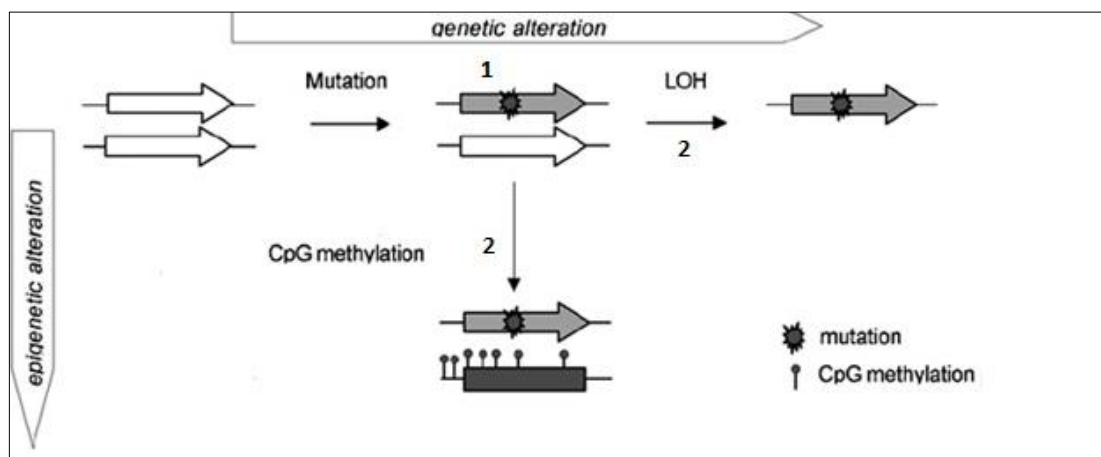 genetic alteration
1
Mutation
LOH
2
epigenetic alteration
CpG methylation
2
mutation
CpG methylation